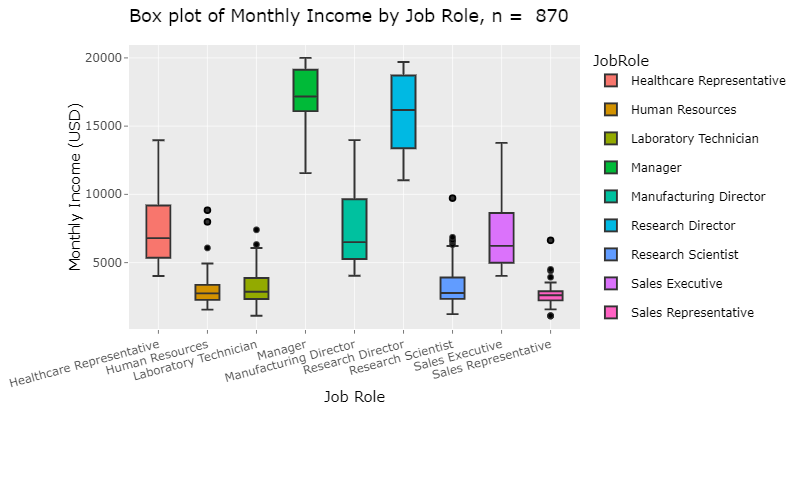 Box plot of Monthly Income by Job Role, n =  870
Monthly Income (USD)
20000
15000
10000
5000
Healthcare Representative
Human Resources
Laboratory Technician
Manager
Manufacturing Director
Research Director
Research Scientist
Sales Executive
Sales Representative
Job Role
JobRole
Healthcare Representative
Human Resources
Laboratory Technician
Manager
Manufacturing Director
Research Director
Research Scientist
Sales Executive
Sales Representative